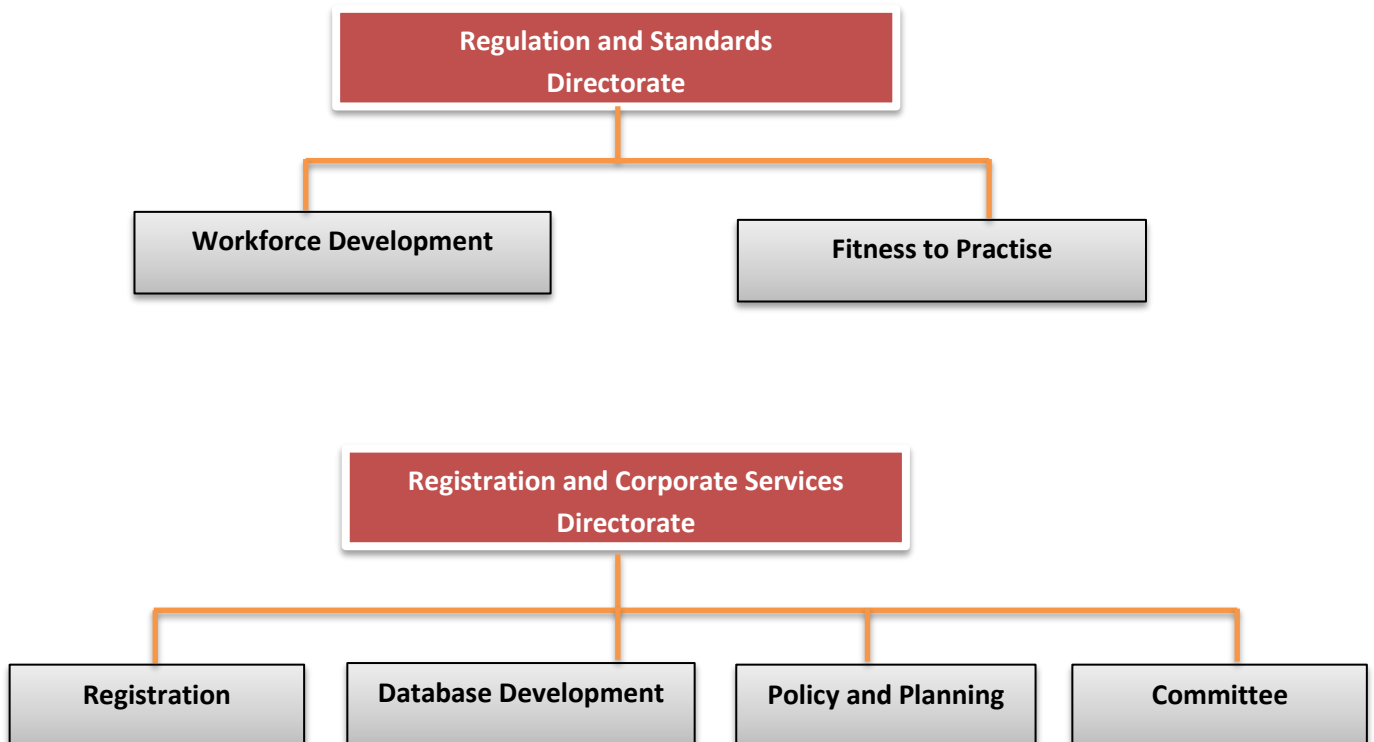 Regulation and Standards
Directorate
Workforce Development
Fitness to Practise
Registration and Corporate Services
Directorate
Registration
Database Development
Policy and Planning
Committee